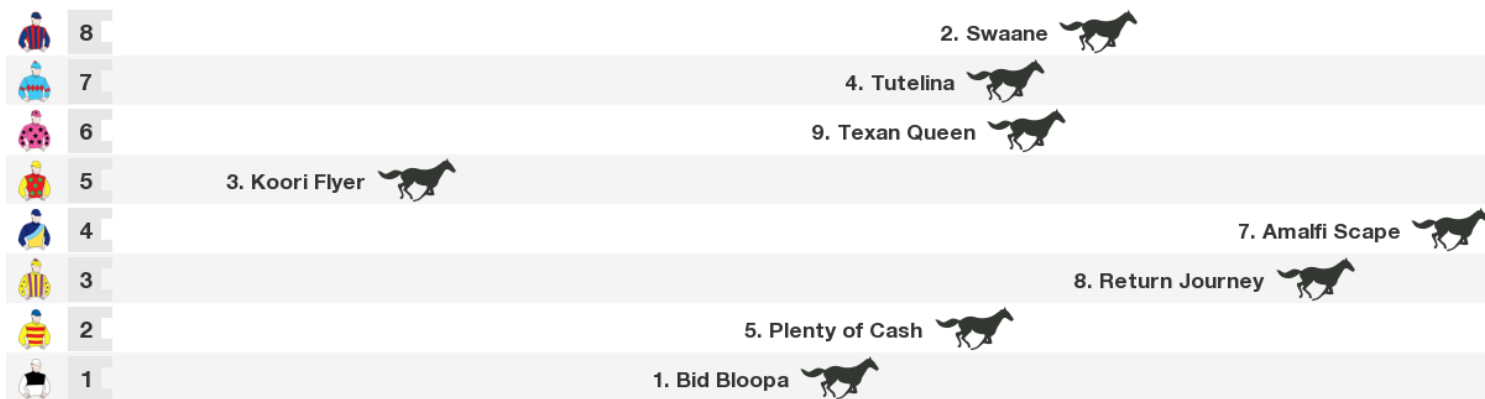 8 2. Swaane
7 4. Tutelina
6 9. Texan Queen
5 3. Koori Flyer
4 7. Amalfi Scape
3 8. Return Journey
2 5. Plenty of Cash
1 1. Bid Bloopa